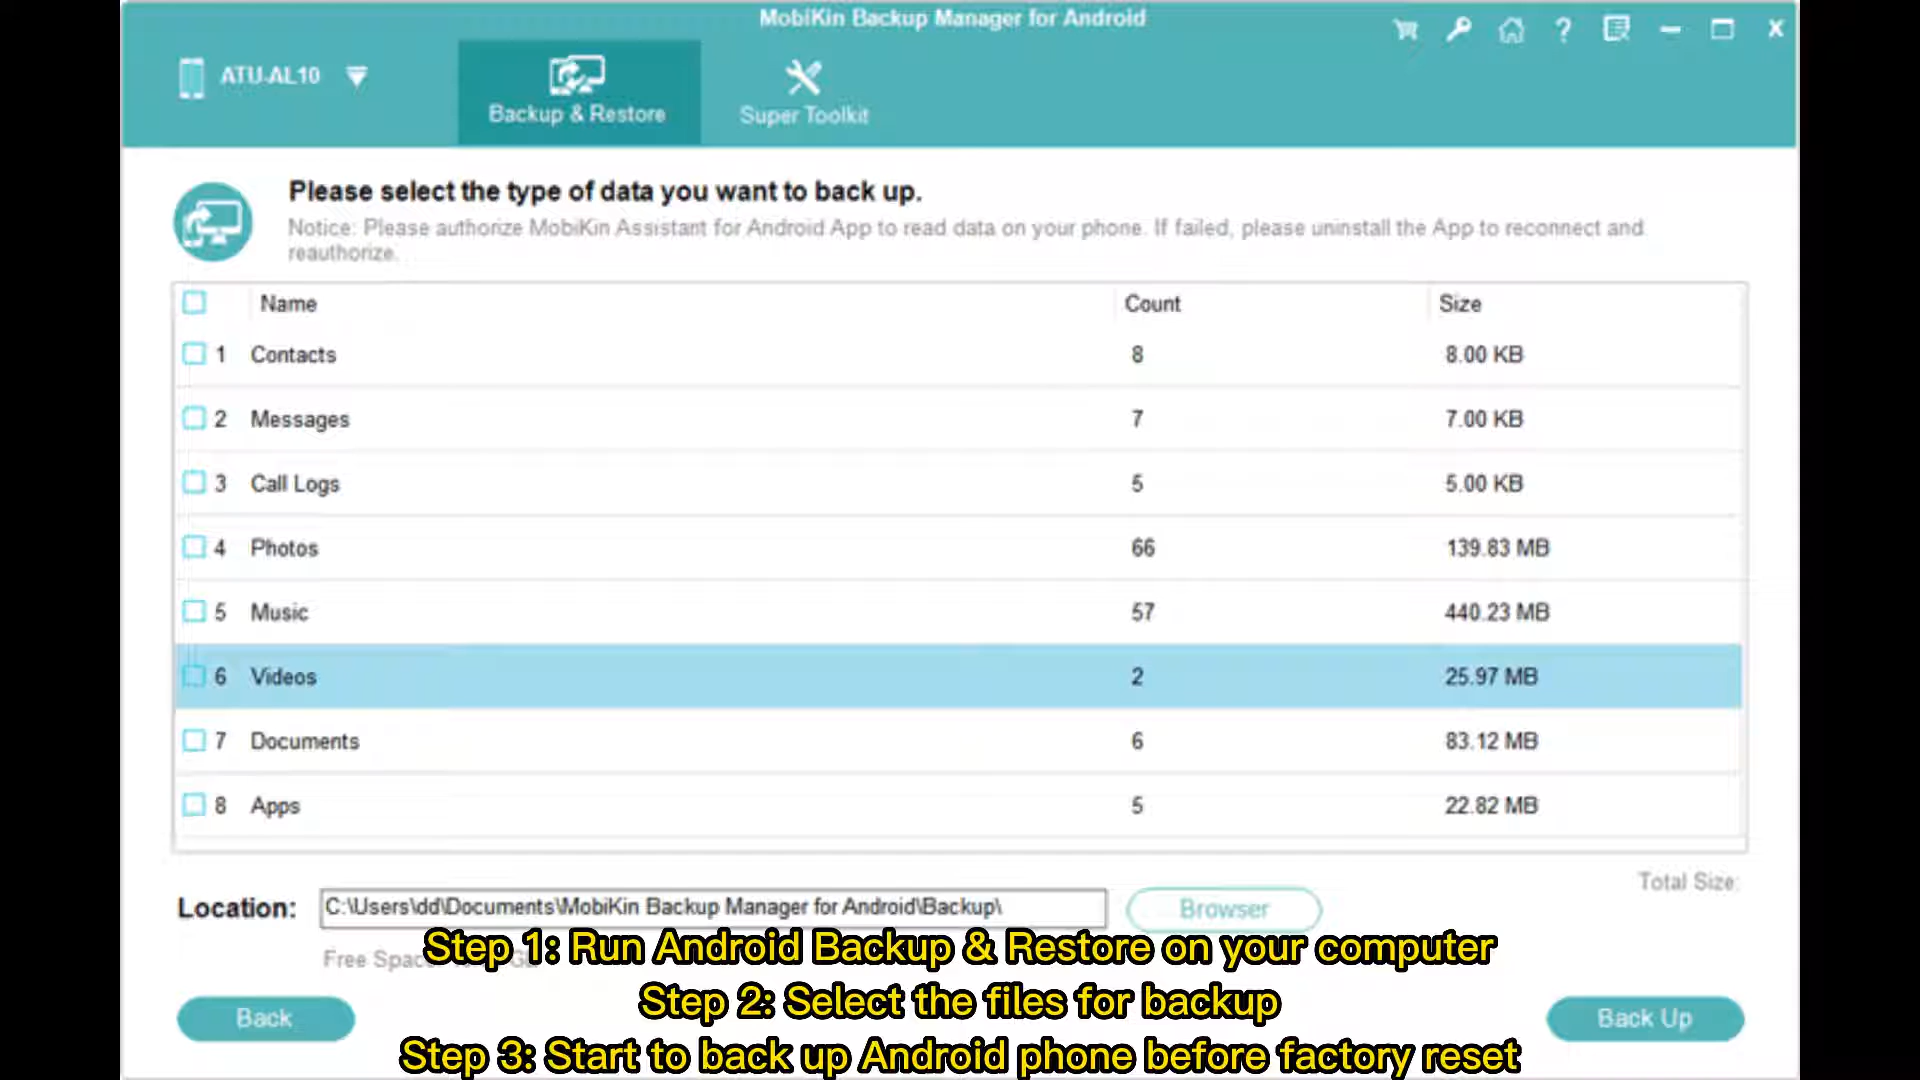 MobiKin Backup Manager for Android
ATU-AL10
Backup & Restore
Super Toolkit
Please select the type of data you want to back up.
Notice: Please authorize MobiKin Assistant for Android App to read data on your phone. If failed, please uninstall the App to reconnect and
reauthorize.
Name Count Size
1 Contacts 8 8.00 KB
2 Messages 7 7.00 KB
3 Call Logs 5 5.00 KB
4 Photos 66 139.83 MB
5 Music 57 440.23 MB
6 Videos 2 25.97 MB
7 Documents 6 83.12 MB
8 Apps 5 22.82 MB
Total Size:
Location: C:\Users\dd\Documents\MobiKin Backup Manager for Android\Backup\ Browser
Free Space
Step 1: Run Android Backup & Restore on your computer
Step 2: Select the files for backup
Back
Back Up
Step 3: Start to back up Android phone before factory reset